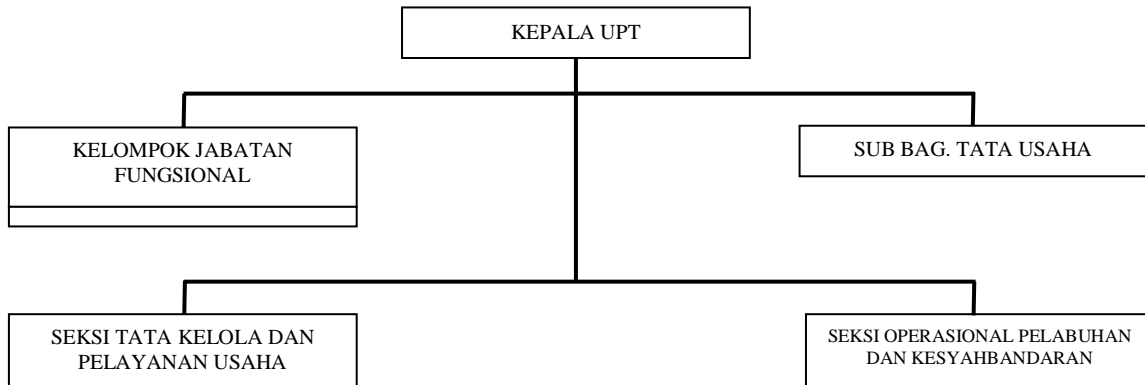 KEPALA UPT
KELOMPOK JABATAN
FUNGSIONAL
SUB BAG. TATA USAHA
SEKSI TATA KELOLA DAN
PELAYANAN USAHA
SEKSI OPERASIONAL PELABUHAN
DAN KESYAHBANDARAN